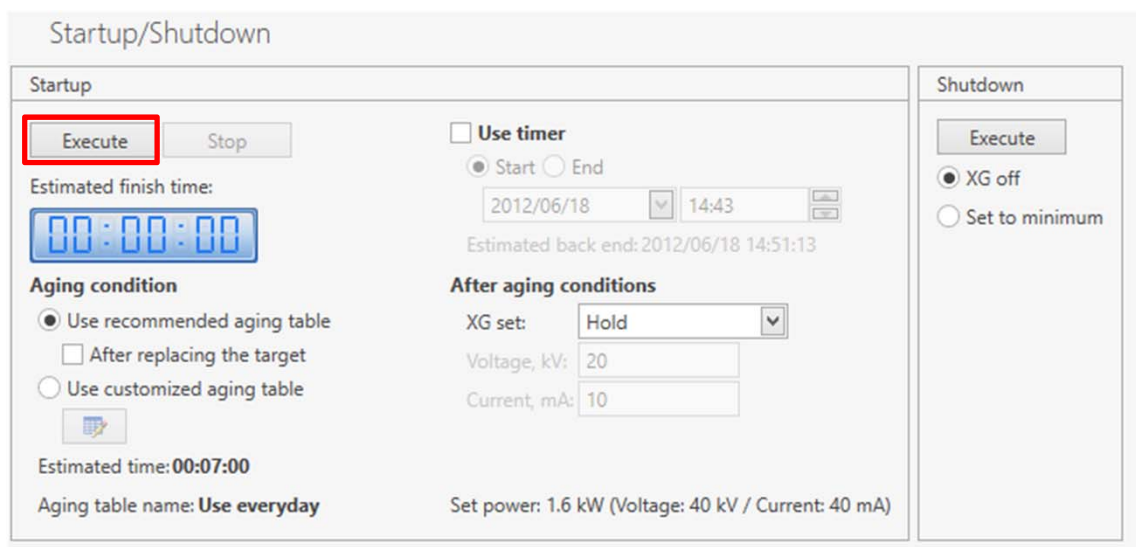 Startup/Shutdown
Startup
Execute
Stop
Estimated finish time:
00:00:00
Aging condition
Use recommended aging table
After replacing the target
Use customized aging table
Estimated time: 00:07:00
Aging table name: Use everyday
Use timer
Start End
2012/06/18 14:43
Estimated back end: 2012/06/18 14:51:13
After aging conditions
XG set: Hold
Voltage, kV: 20
Current, mA: 10
Set power: 1.6 kW (Voltage: 40 kV / Current: 40 mA)
Shutdown
Execute
XG off
Set to minimum